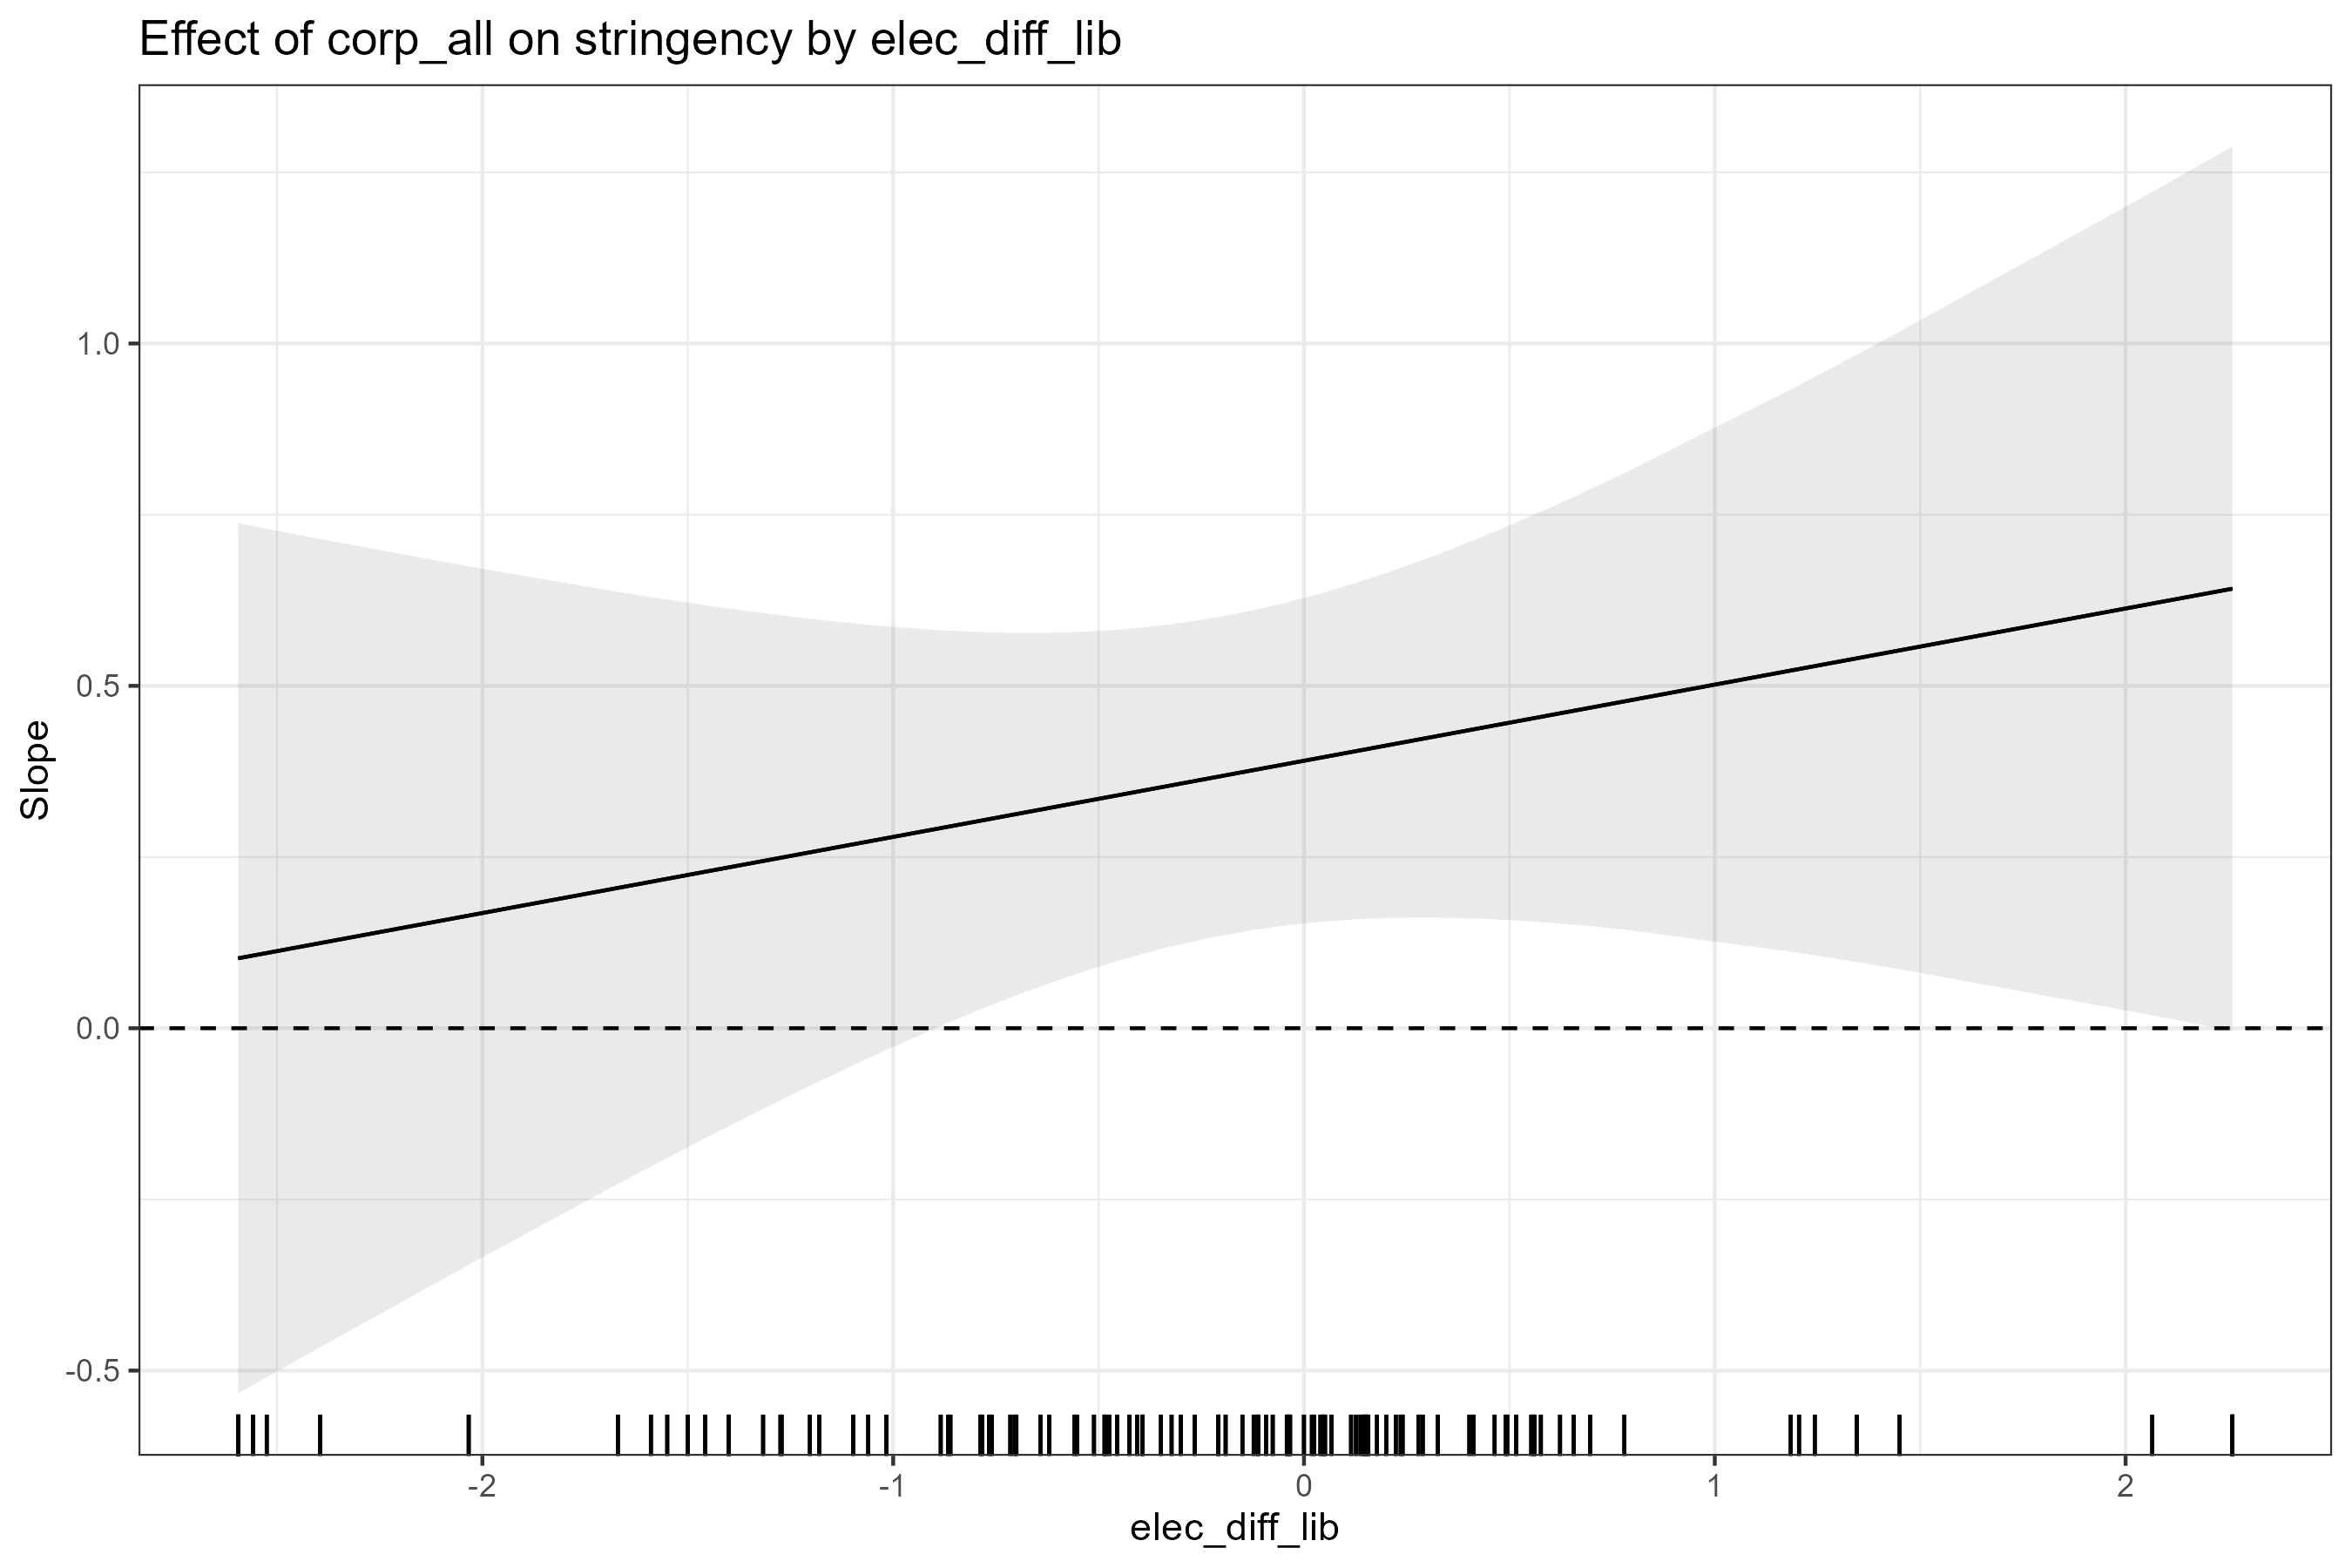 Effect of corp_all on stringency by elec_diff_lib
1.0
0.5
0.0
-0.5
Slope
-2 -1 0 1 2
elec_diff_lib